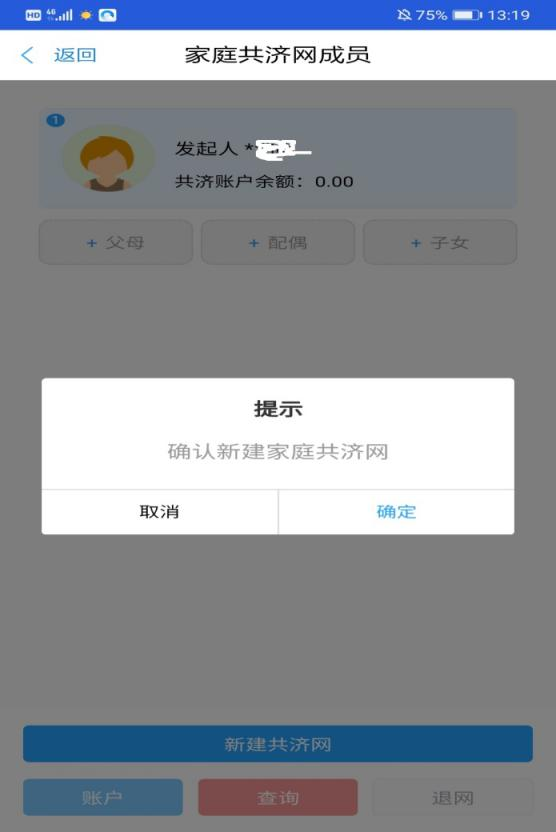 HD 4G 75% 13:19
返回 家庭共济网成员
1
发起人 *
共济账户余额：0.00
+ 父母 + 配偶 + 子女
提示
确认新建家庭共济网
取消 确定
新建共济网
账户 查询 退网